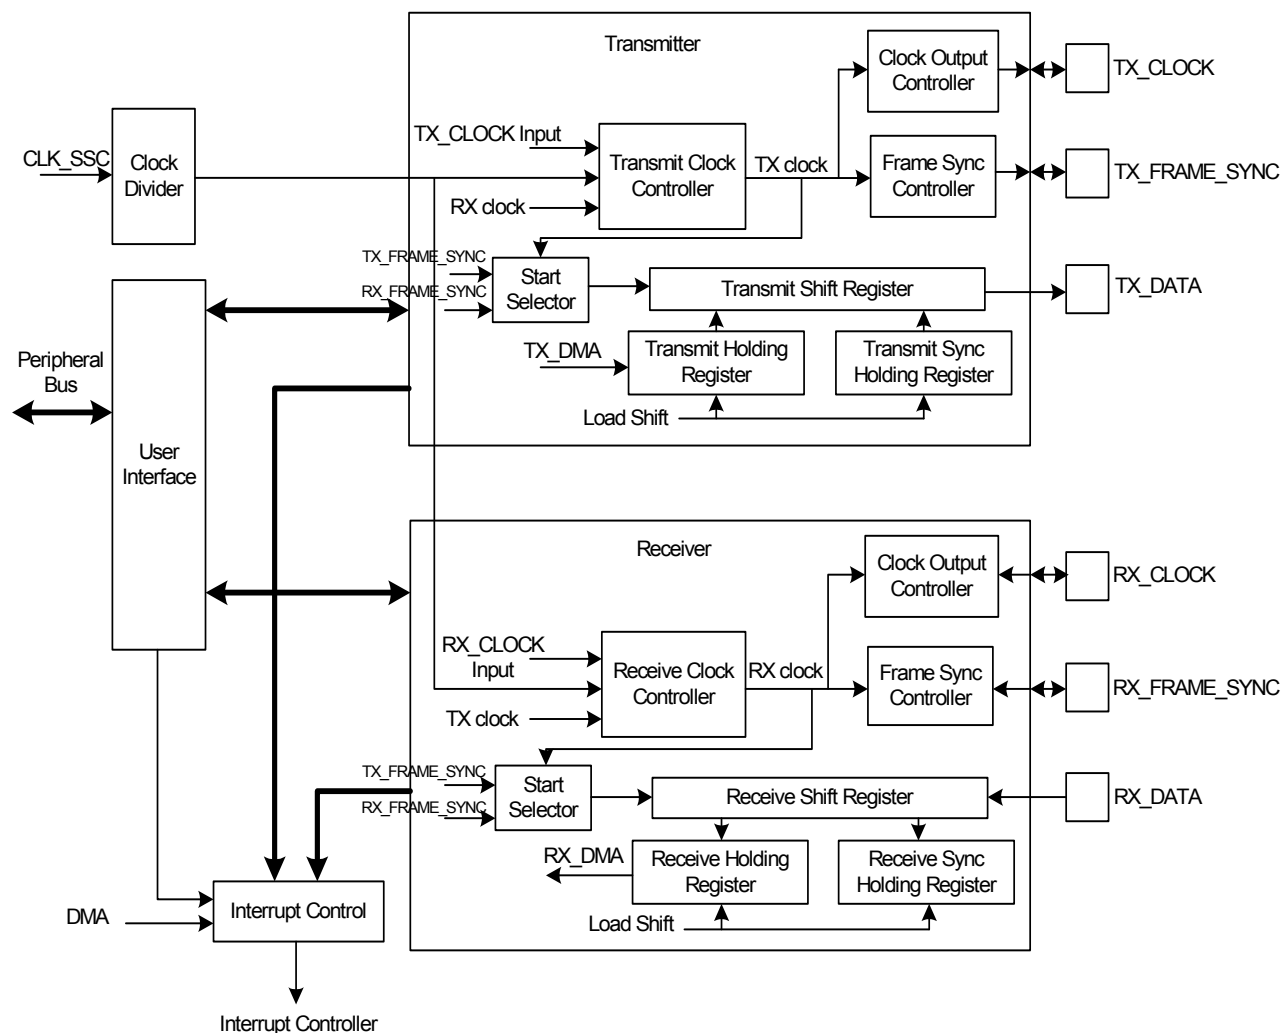 Transmitter
Clock Output
Controller
TX_CLOCK
CLK_SSC
Clock
Divider
TX_CLOCK Input
Transmit Clock
Controller
TX clock
Frame Sync
Controller
TX_FRAME_SYNC
RX clock
TX_FRAME_SYNC
RX_FRAME_SYNC
Start
Selector
Transmit Shift Register
TX_DATA
TX_DMA
Transmit Holding
Register
Transmit Sync
Holding Register
Load Shift
Peripheral
Bus
User
Interface
Receiver
Clock Output
Controller
RX_CLOCK
RX_CLOCK
Input
Receive Clock
Controller
RX clock
Frame Sync
Controller
RX_FRAME_SYNC
TX clock
TX_FRAME_SYNC
RX_FRAME_SYNC
Start
Selector
Receive Shift Register
RX_DATA
RX_DMA
Receive Holding
Register
Receive Sync
Holding Register
Load Shift
DMA
Interrupt Control
Interrupt Controller